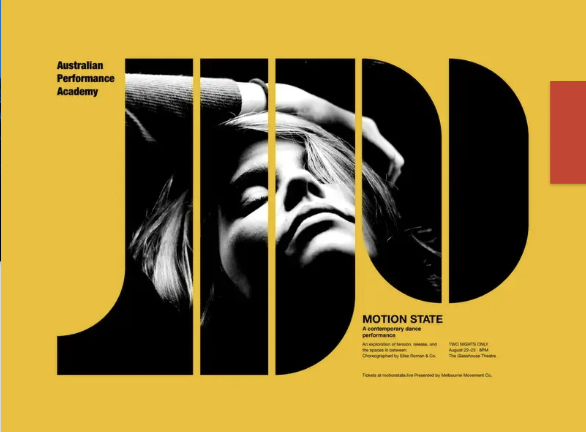 Australian
Performance
Academy
MOTION STATE
A contemporary dance
performance
An exploration of tension, release, and
the spaces in between.
Choreographed by Elise Roman & Co.
TWO NIGHTS ONLY
August 22–23 · 8PM
The Glasshouse Theatre
Tickets at motionstate.live Presented by Melbourne Movement Co.